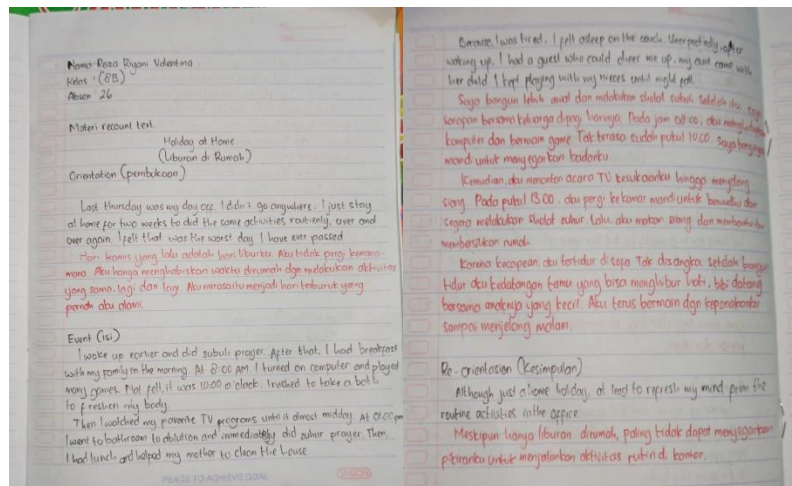 Nama: Reiza Riyani Valentina
Kelas : (8B)
Absen 26
Materi recount text.
Holiday at Home
(Liburan di Rumah)
Orientation (pembukaan)
Last thursday was my day off. I didn't go anywhere. I just stay
at home for two weeks to did the same activities routienly, over and
over again. I felt that was the worst day I have ever passed
Hari kamis yang lalu adalah hari liburku. Aku tidak pergi kemana-
mana. Aku hanya menghabiskan waktu dirumah dgn melakukan aktivitas
yang sama, lagi dan lagi. Aku merasa itu menjadi hari terburuk yang
pernah aku alami.
Event (isi)
I woke up earlier and did subuh prayer. After that, I had breakfast
with my family in the morning. At 8:00 AM. I turned on computer and played
many games. Not fell, it was 10:00 o'clock. I rushed to take a bath
to freshen my body.
Then I watched my favorite TV programs until it almost midday. At 01:00 pm
I went to bathroom to ablution and immediately did zuhur prayer. Then,
I had lunch and helped my mother to clean the house
PEACE TO ACHIEVE GOAL
VISION
Because I was tired. I fell asleep on the couch. Unexpectedly, after
waking up, I had a guest who could cheer me up, my aunt came with
her child I kept playing with my nieces until night fell.
Saya bangun lebih awal dan melakukan sholat subuh. Setelah itu, saya
sarapan bersama keluarga dipagi harinya. Pada jam 08.00, aku menghidupkan
komputer dan bermain game. Tak terasa sudah pukul 10.00. Saya bergegas
mandi untuk menyegarkan badanku.
Kemudian, aku menonton acara TV kesukaanku hingga menjelang
siang. Pada pukul 13.00, aku pergi ke kamar mandi untuk berwudhu dan
segera melakukan sholat zuhur. Lalu, aku makan siang dan membantu ibu
membersihkan rumah.
Karena kecapean, aku tertidur di sofa. Tak disangka, setelah bangun
tidur aku kedatangan tamu yang bisa menghibur hati, bibi datang
bersama anaknya yang kecil. Aku terus bermain dgn keponakanku
sampai menjelang malam.
Re-orientasion (Kesimpulan)
Although just a home holiday, at least to refresh my mind from the
routine activities in the office
Meskipun hanya liburan dirumah, paling tidak dapat menyegarkan
pikiranku untuk menjalankan aktivitas rutin di kantor.